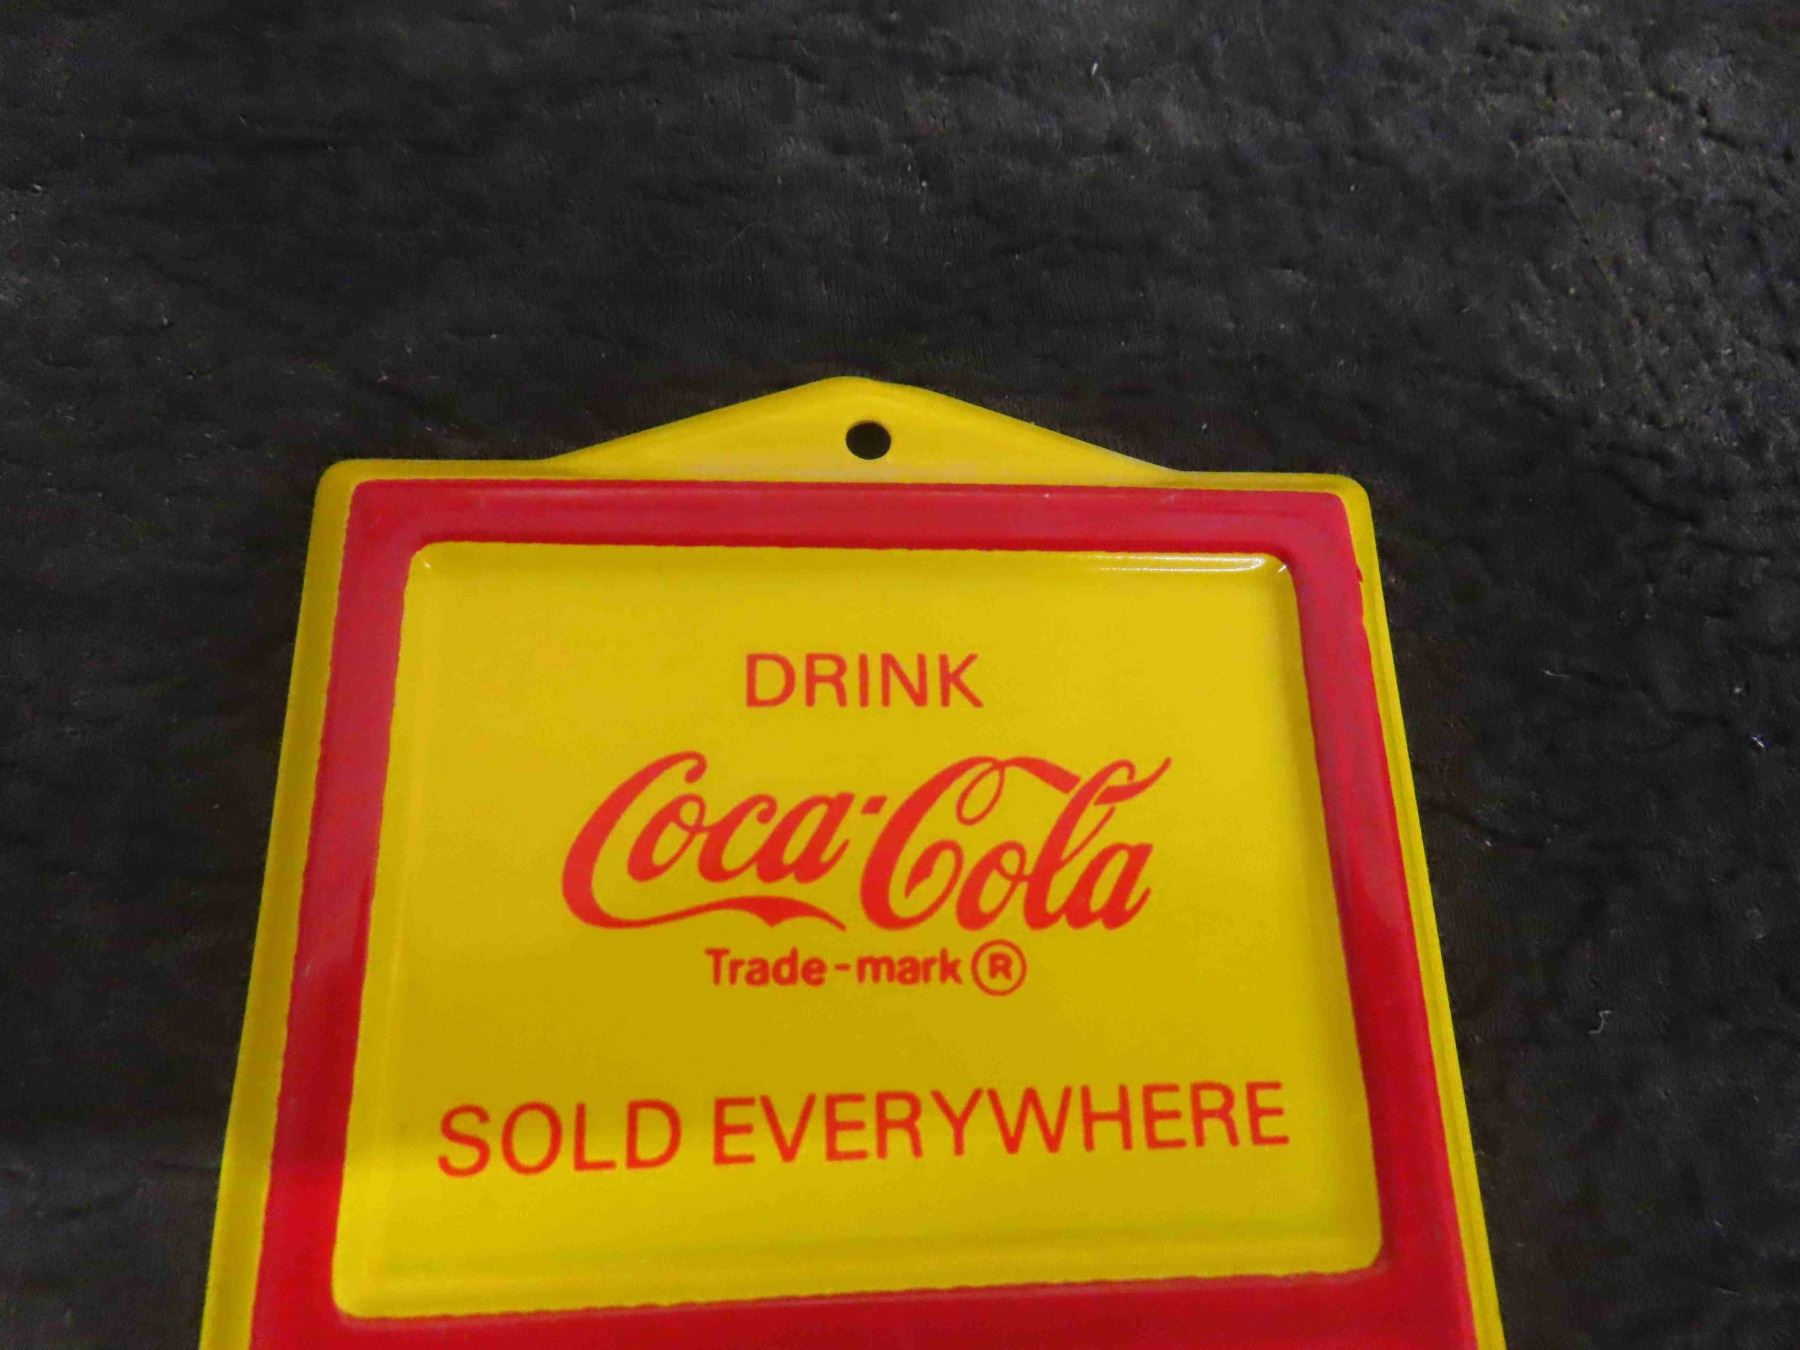 DRINK
Coca-Cola
Trade-mark ®
SOLD EVERYWHERE